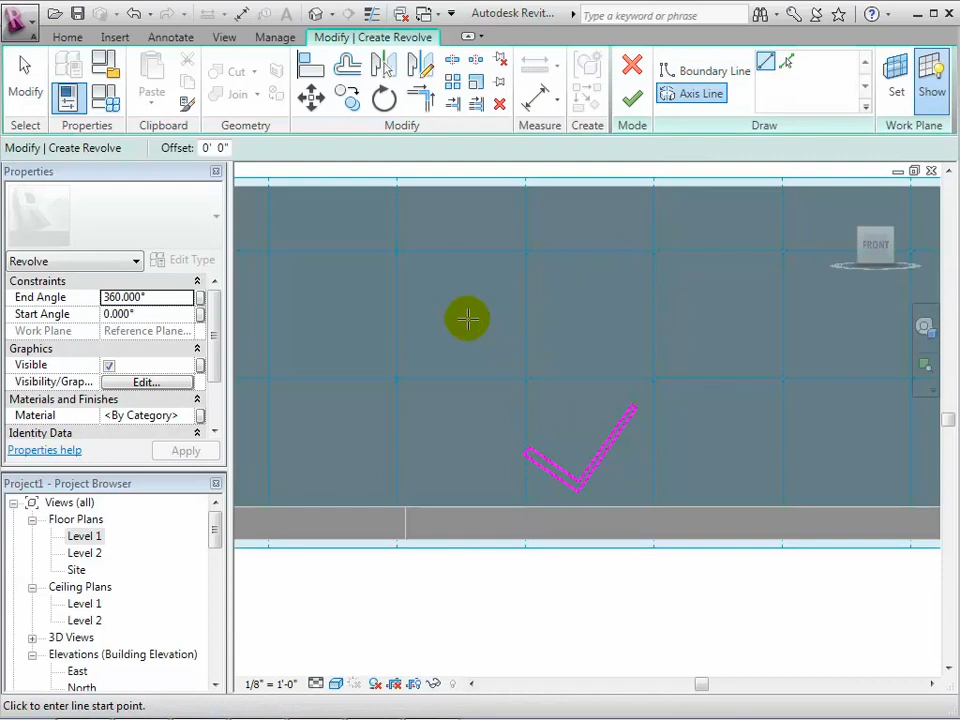 Autodesk Revit...
Type a keyword or phrase
Home Insert Annotate View Manage Modify | Create Revolve
Modify
Paste
Cut
Join
Boundary Line
Axis Line
Set Show
Select Properties Clipboard Geometry Modify Measure Create Mode Draw Work Plane
Modify | Create Revolve Offset: 0' 0"
Properties
Revolve
Edit Type
Constraints
End Angle 360.000°
Start Angle 0.000°
Work Plane Reference Plane...
Graphics
Visible
Visibility/Grap... Edit...
Materials and Finishes
Material <By Category>
Identity Data
Properties help Apply
FRONT
Project1 - Project Browser
Views (all)
Floor Plans
Level 1
Level 2
Site
Ceiling Plans
Level 1
Level 2
3D Views
Elevations (Building Elevation)
East
North
1/8" = 1'-0"
Click to enter line start point.